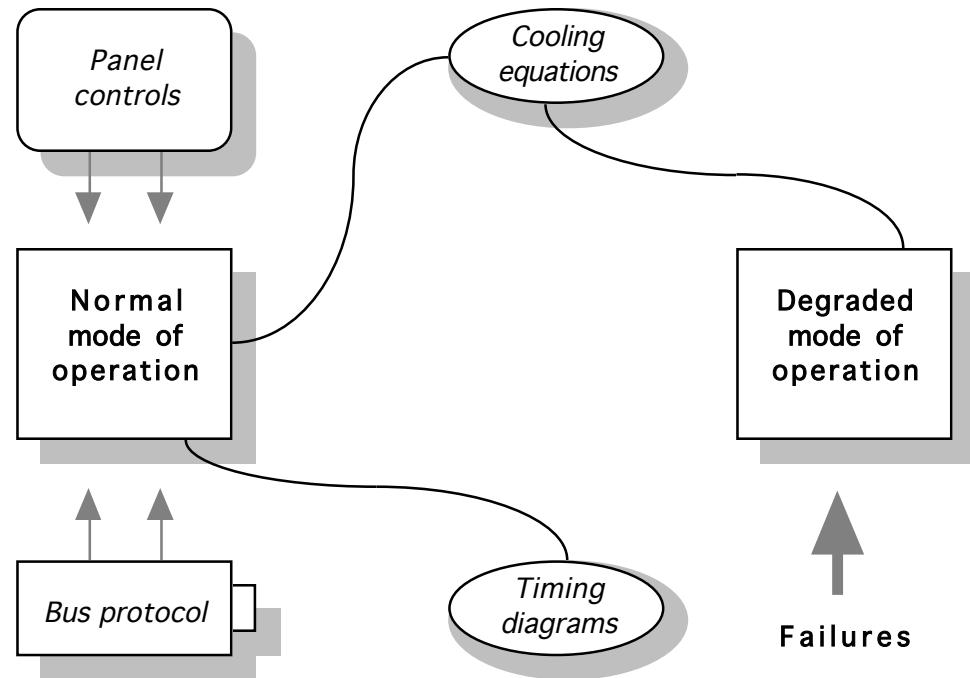 Panel
controls
Cooling
equations
Normal
mode of
operation
Degraded
mode of
operation
Bus protocol
Timing
diagrams
Failures